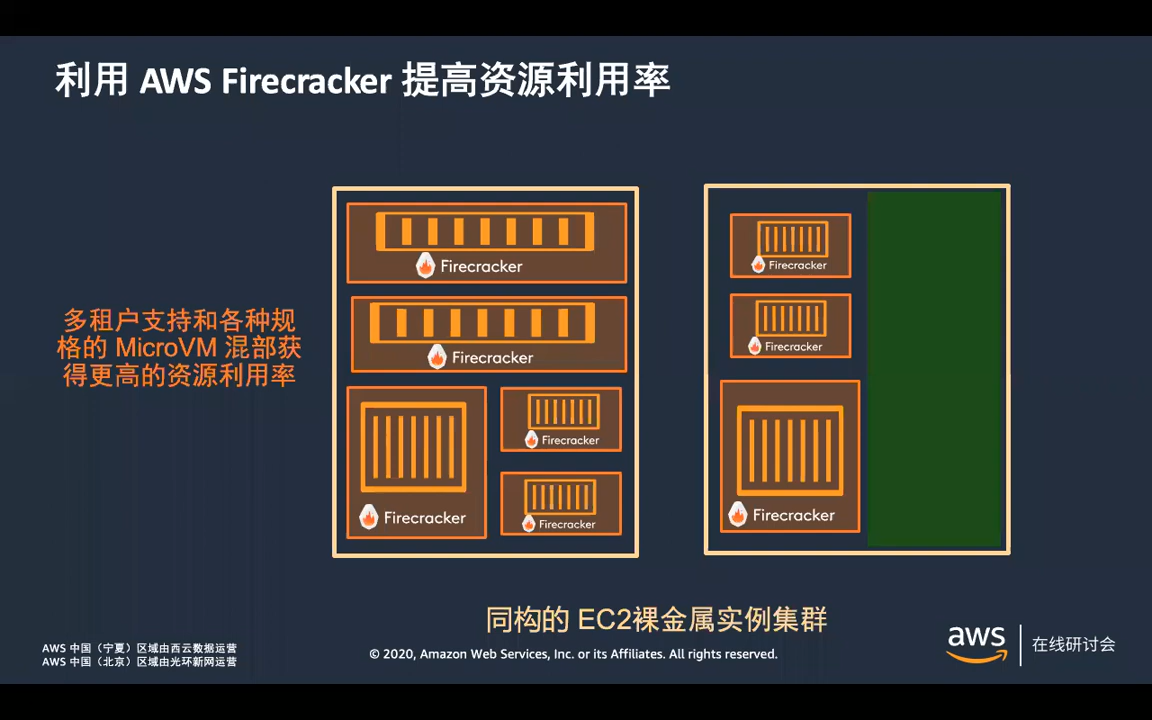 利用 AWS Firecracker 提高资源利用率
多租户支持和各种规
格的 MicroVM 混部获
得更高的资源利用率
Firecracker
Firecracker
Firecracker
Firecracker
Firecracker
Firecracker
Firecracker
Firecracker
同构的 EC2裸金属实例集群
AWS 中国（宁夏）区域由西云数据运营
AWS 中国（北京）区域由光环新网运营
© 2020, Amazon Web Services, Inc. or its Affiliates. All rights reserved.
aws
在线研讨会